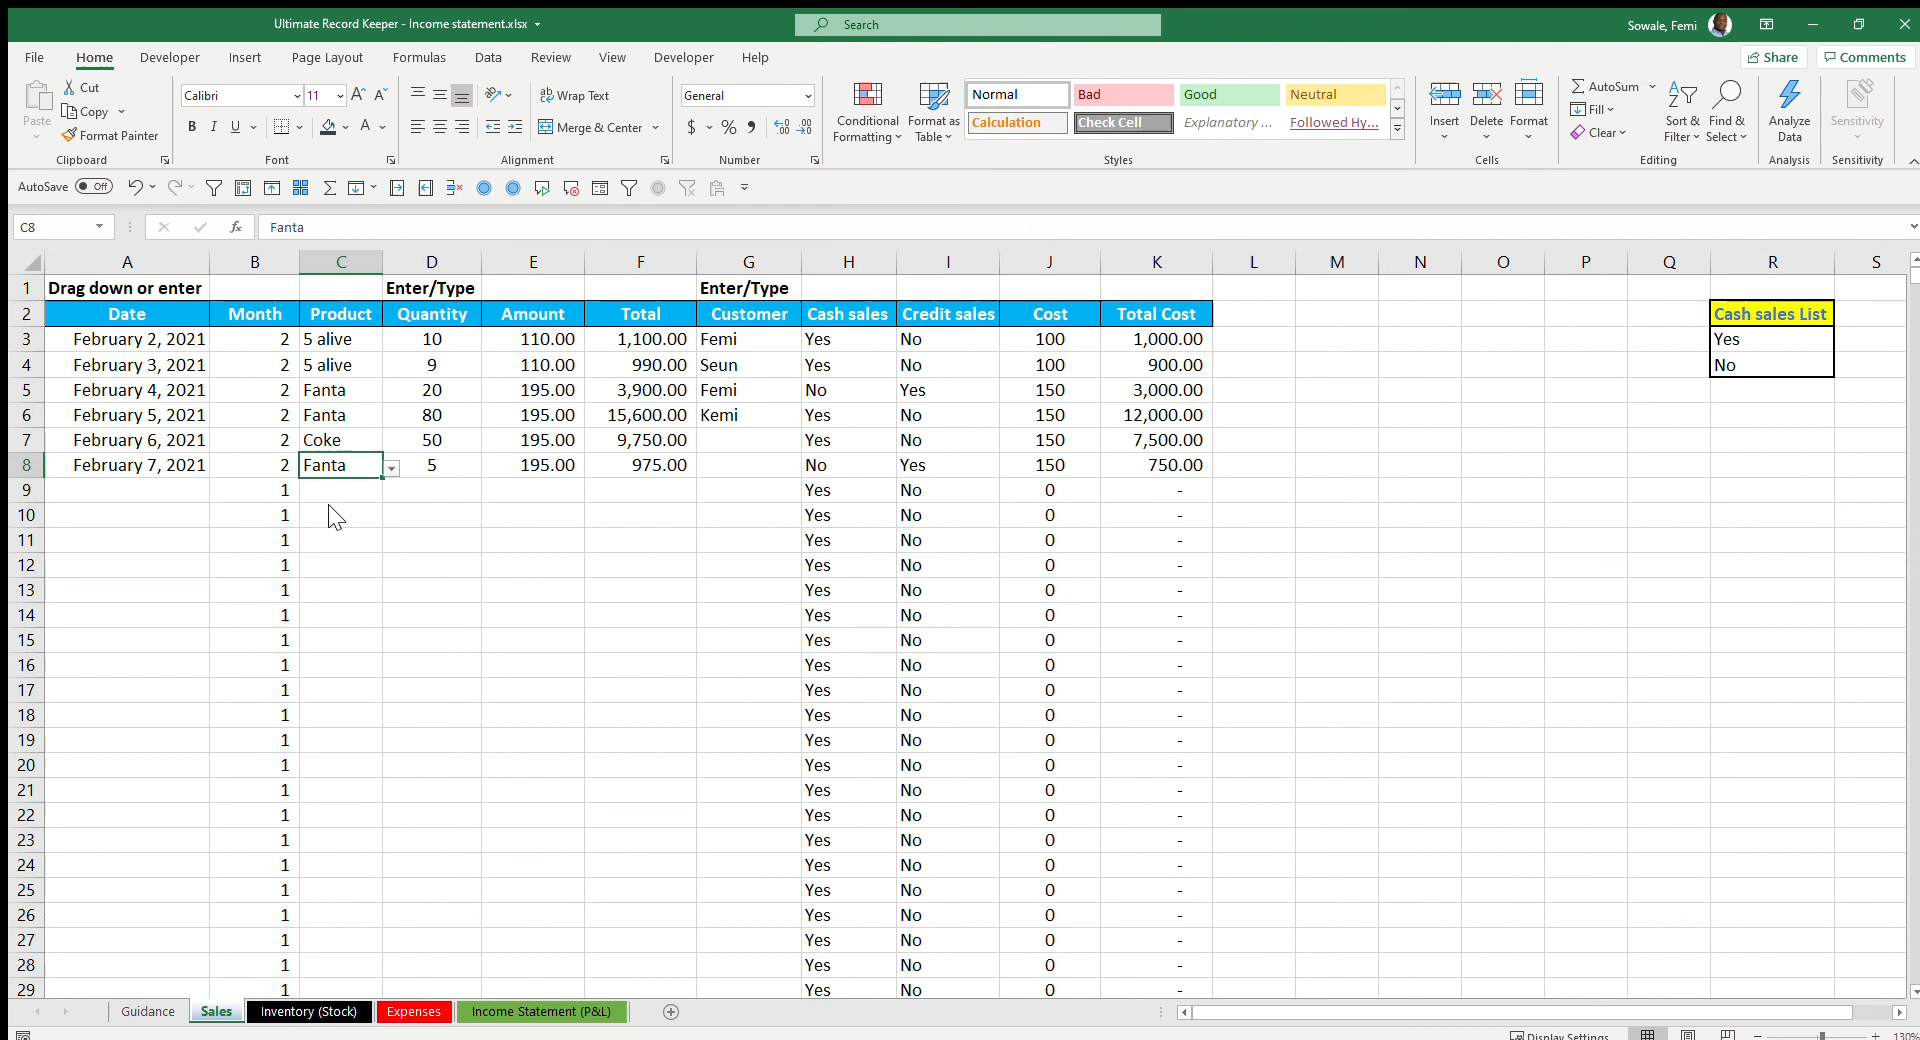 Ultimate Record Keeper - Income statement.xlsx
Search
Sowale, Femi
File Home Developer Insert Page Layout Formulas Data Review View Developer Help
Share Comments
Paste
Cut
Copy
Format Painter
Clipboard
Calibri 11 A A
B I U A
Font
Wrap Text
Merge & Center
Alignment
General
$ % 
Number
Conditional Formatting
Format as Table
Normal Bad Good Neutral
Calculation Check Cell Explanatory ... Followed Hy...
Styles
Insert Delete Format
Cells
AutoSum
Fill
Clear
Sort & Filter
Find & Select
Editing
Analyze Data
Analysis
Sensitivity
Sensitivity
AutoSave Off
C8 fx Fanta
A B C D E F G H I J K L M N O P Q R S
1 Drag down or enter Enter/Type Enter/Type
2 Date Month Product Quantity Amount Total Customer Cash sales Credit sales Cost Total Cost Cash sales List
3 February 2, 2021 2 5 alive 10 110.00 1,100.00 Femi Yes No 100 1,000.00 Yes
4 February 3, 2021 2 5 alive 9 110.00 990.00 Seun Yes No 100 900.00 No
5 February 4, 2021 2 Fanta 20 195.00 3,900.00 Femi No Yes 150 3,000.00
6 February 5, 2021 2 Fanta 80 195.00 15,600.00 Kemi Yes No 150 12,000.00
7 February 6, 2021 2 Coke 50 195.00 9,750.00 Yes No 150 7,500.00
8 February 7, 2021 2 Fanta 5 195.00 975.00 No Yes 150 750.00
9 1 Yes No 0 -
10 1 Yes No 0 -
11 1 Yes No 0 -
12 1 Yes No 0 -
13 1 Yes No 0 -
14 1 Yes No 0 -
15 1 Yes No 0 -
16 1 Yes No 0 -
17 1 Yes No 0 -
18 1 Yes No 0 -
19 1 Yes No 0 -
20 1 Yes No 0 -
21 1 Yes No 0 -
22 1 Yes No 0 -
23 1 Yes No 0 -
24 1 Yes No 0 -
25 1 Yes No 0 -
26 1 Yes No 0 -
27 1 Yes No 0 -
28 1 Yes No 0 -
29 1 Yes No 0 -
Guidance Sales Inventory (Stock) Expenses Income Statement (P&L)
Display Settings 130%